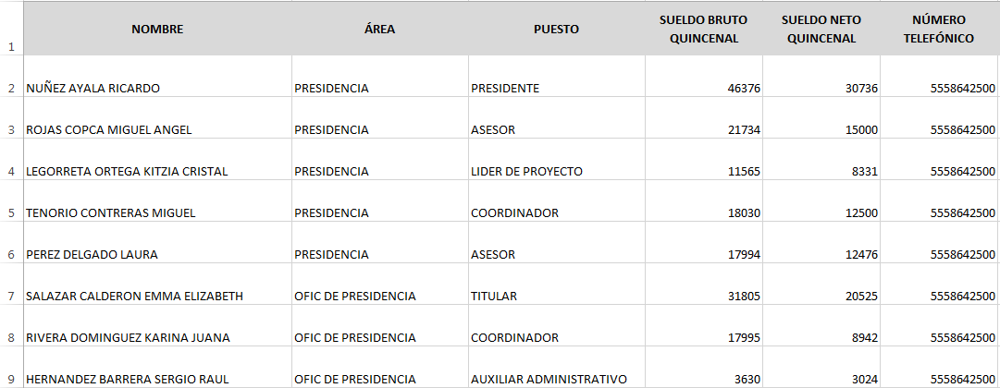 1 NOMBRE ÁREA PUESTO SUELDO BRUTO QUINCENAL SUELDO NETO QUINCENAL NÚMERO TELEFÓNICO
2 NUÑEZ AYALA RICARDO PRESIDENCIA PRESIDENTE 46376 30736 5558642500
3 ROJAS COPCA MIGUEL ANGEL PRESIDENCIA ASESOR 21734 15000 5558642500
4 LEGORRETA ORTEGA KITZIA CRISTAL PRESIDENCIA LIDER DE PROYECTO 11565 8331 5558642500
5 TENORIO CONTRERAS MIGUEL PRESIDENCIA COORDINADOR 18030 12500 5558642500
6 PEREZ DELGADO LAURA PRESIDENCIA ASESOR 17994 12476 5558642500
7 SALAZAR CALDERON EMMA ELIZABETH OFIC DE PRESIDENCIA TITULAR 31805 20525 5558642500
8 RIVERA DOMINGUEZ KARINA JUANA OFIC DE PRESIDENCIA COORDINADOR 17995 8942 5558642500
9 HERNANDEZ BARRERA SERGIO RAUL OFIC DE PRESIDENCIA AUXILIAR ADMINISTRATIVO 3630 3024 5558642500